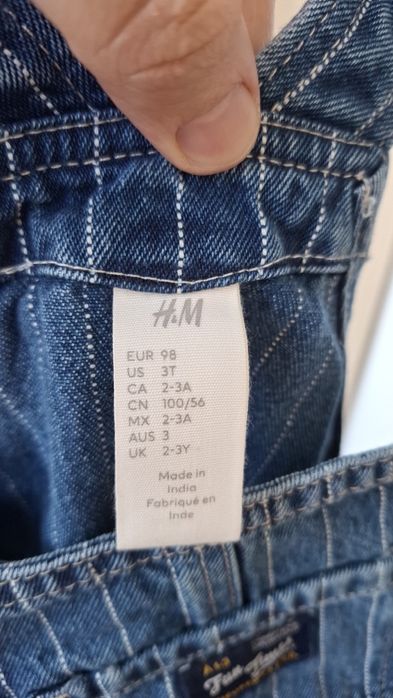 H&M
EUR 98
US 3T
CA 2-3A
CN 100/56
MX 2-3A
AUS 3
UK 2-3Y
Made in
India
Fabriqué en
Inde